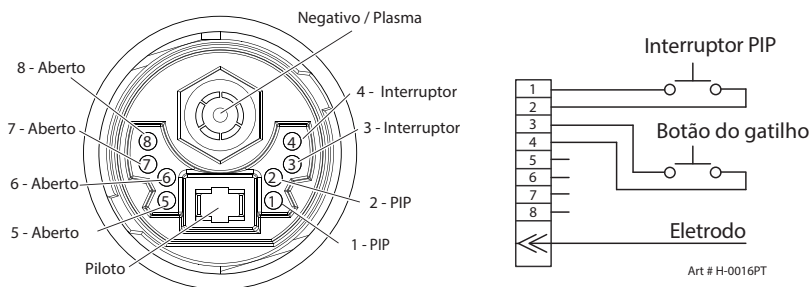 Negativo / Plasma
8 - Aberto
7 - Aberto
6 - Aberto
5 - Aberto
Piloto
4 - Interruptor
3 - Interruptor
2 - PIP
1 - PIP
8
7
6
5
4
3
2
1
Interruptor PIP
1
2
3
4
5
6
7
8
Botão do gatilho
Eletrodo
Art # H-0016PT